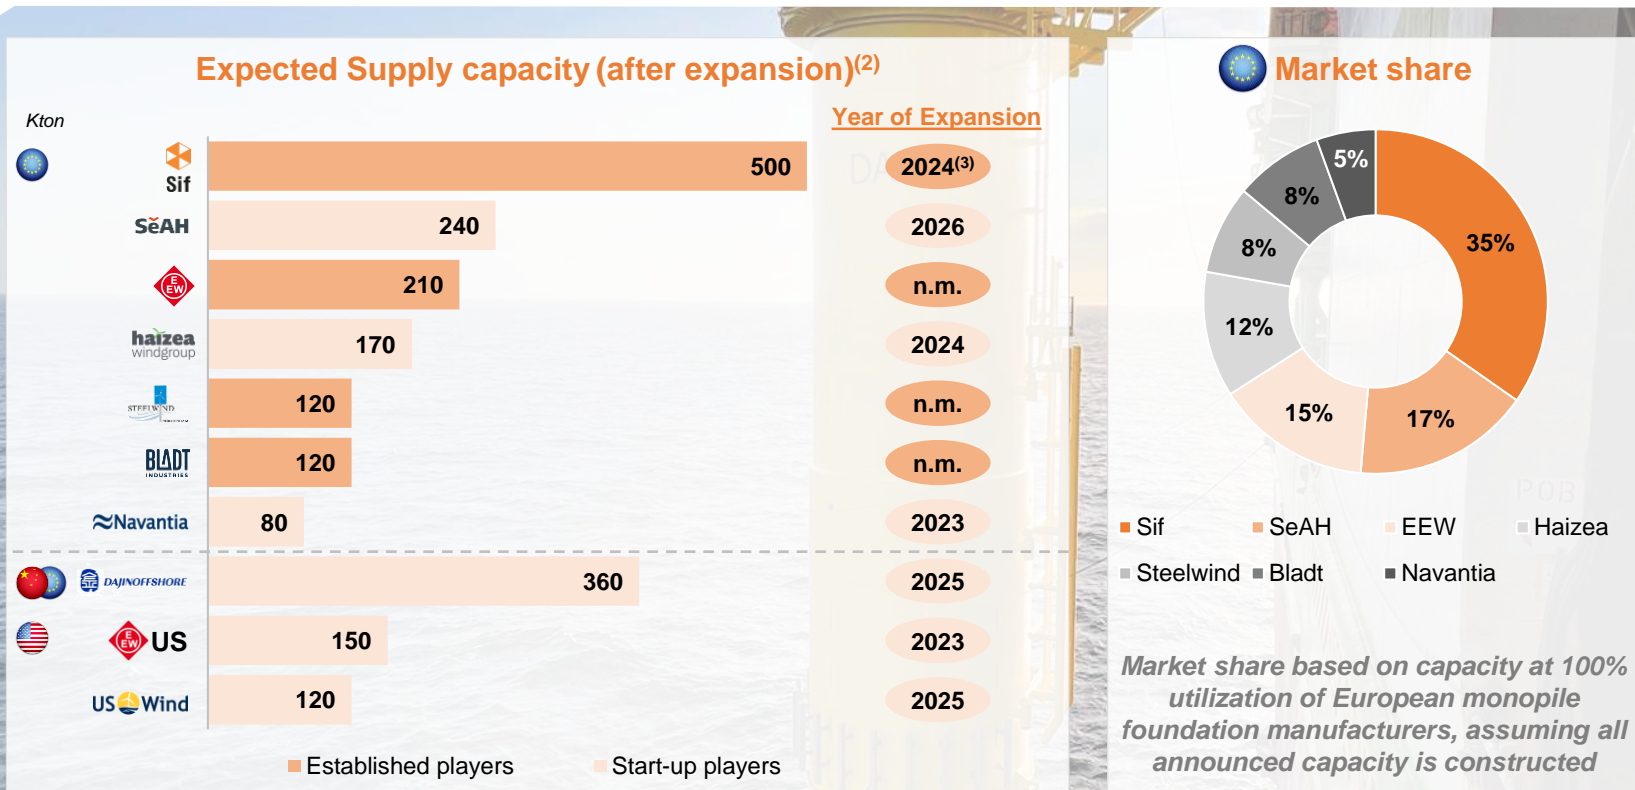 Expected Supply capacity (after expansion)(2)
Kton
Year of Expansion
Sif
500
2024(3)
SěAH
240
2026
EEW
210
n.m.
haizea
windgroup
170
2024
STEELWIND
120
n.m.
BLADT
INDUSTRIES
120
n.m.
Navantia
80
2023
DAJINOFFSHORE
360
2025
EEW US
150
2023
US Wind
120
2025
Established players
Start-up players
Market share
5%
8%
35%
8%
12%
15%
17%
Sif
SeAH
EEW
Haizea
Steelwind
Bladt
Navantia
POB
Market share based on capacity at 100%
utilization of European monopile
foundation manufacturers, assuming all
announced capacity is constructed